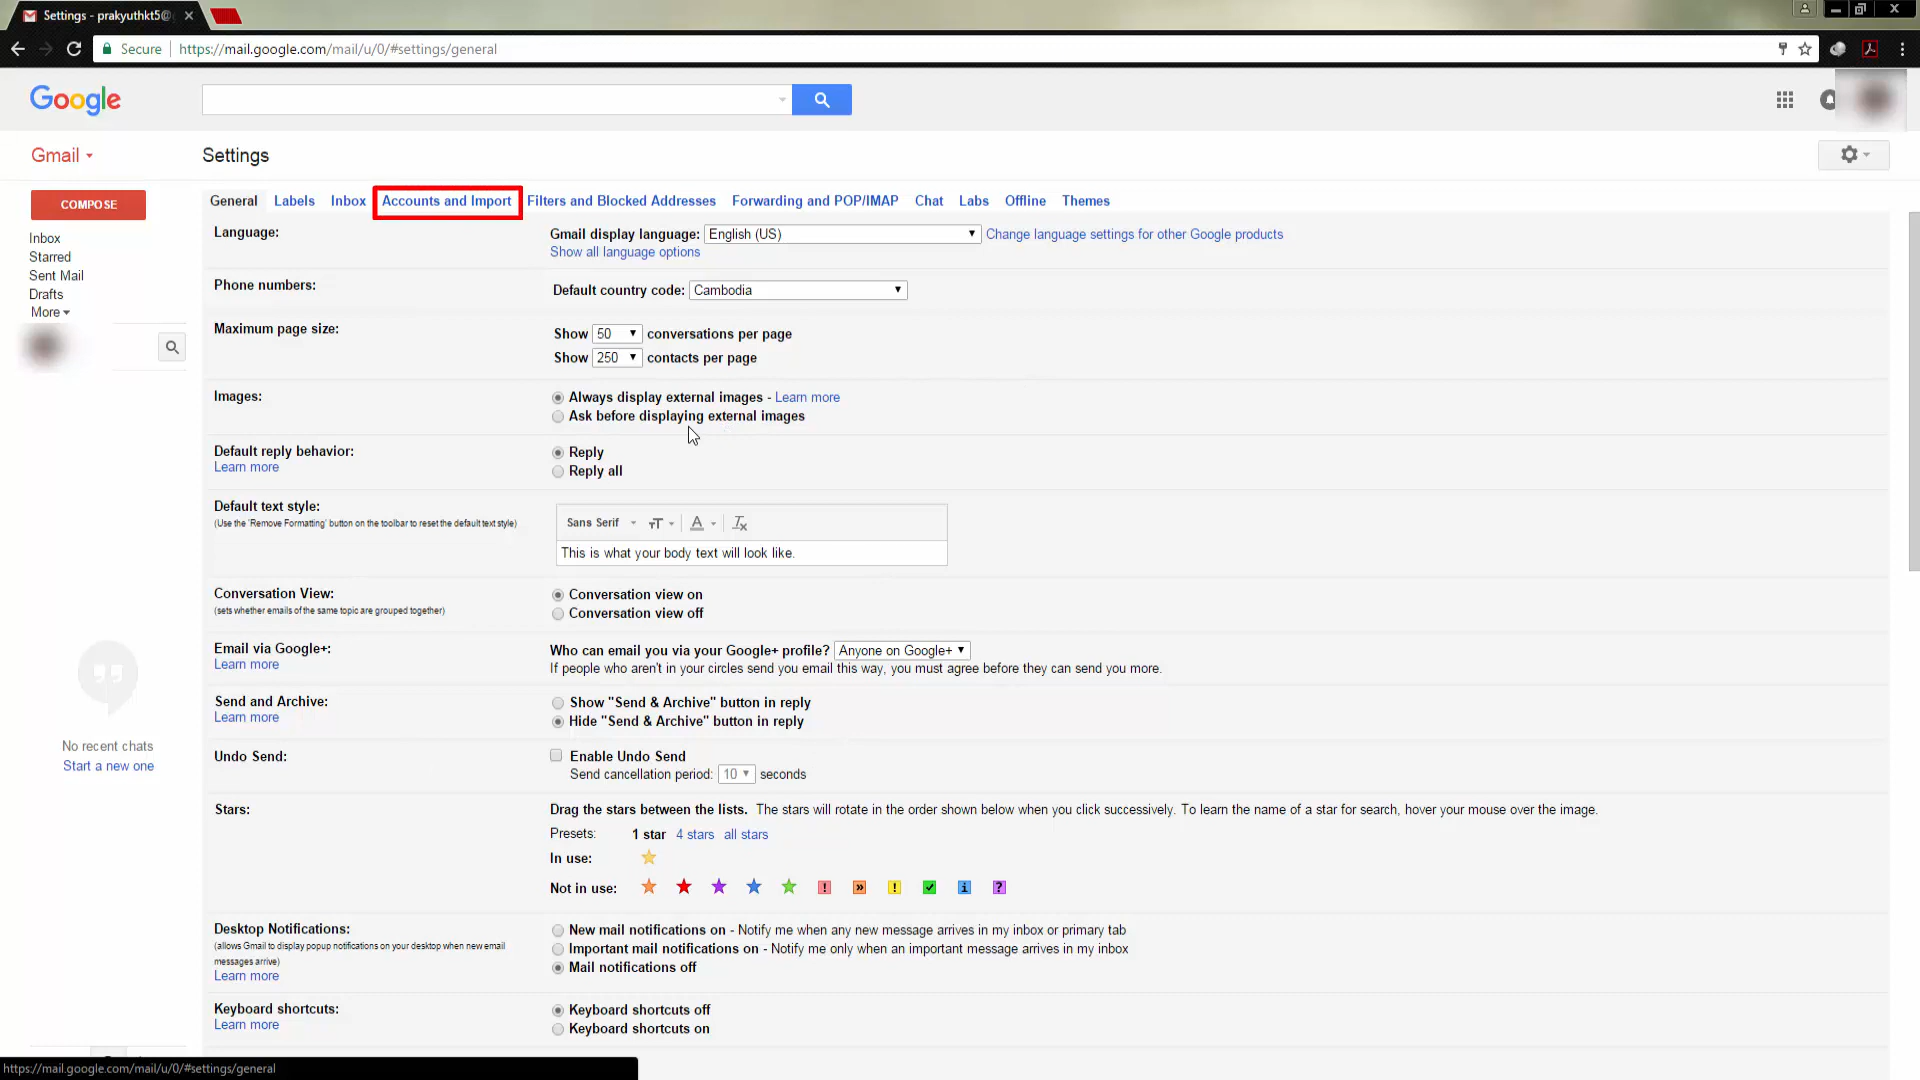 Settings - prakyuthkt5@
Secure https://mail.google.com/mail/u/0/#settings/general
Google
Gmail
Settings
COMPOSE
Inbox
Starred
Sent Mail
Drafts
More
No recent chats
Start a new one
General Labels Inbox Accounts and Import Filters and Blocked Addresses Forwarding and POP/IMAP Chat Labs Offline Themes
Language:
Gmail display language: English (US) Change language settings for other Google products
Show all language options
Phone numbers:
Default country code: Cambodia
Maximum page size:
Show 50 conversations per page
Show 250 contacts per page
Images:
Always display external images - Learn more
Ask before displaying external images
Default reply behavior:
Learn more
Reply
Reply all
Default text style:
(Use the 'Remove Formatting' button on the toolbar to reset the default text style)
Sans Serif
This is what your body text will look like.
Conversation View:
(sets whether emails of the same topic are grouped together)
Conversation view on
Conversation view off
Email via Google+:
Learn more
Who can email you via your Google+ profile? Anyone on Google+
If people who aren't in your circles send you email this way, you must agree before they can send you more.
Send and Archive:
Learn more
Show "Send & Archive" button in reply
Hide "Send & Archive" button in reply
Undo Send:
Enable Undo Send
Send cancellation period: 10 seconds
Stars:
Drag the stars between the lists. The stars will rotate in the order shown below when you click successively. To learn the name of a star for search, hover your mouse over the image.
Presets: 1 star 4 stars all stars
In use:
Not in use: ! » ! i ?
Desktop Notifications:
(allows Gmail to display popup notifications on your desktop when new email
messages arrive)
Learn more
New mail notifications on - Notify me when any new message arrives in my inbox or primary tab
Important mail notifications on - Notify me only when an important message arrives in my inbox
Mail notifications off
Keyboard shortcuts:
Learn more
Keyboard shortcuts off
Keyboard shortcuts on
https://mail.google.com/mail/u/0/#settings/general